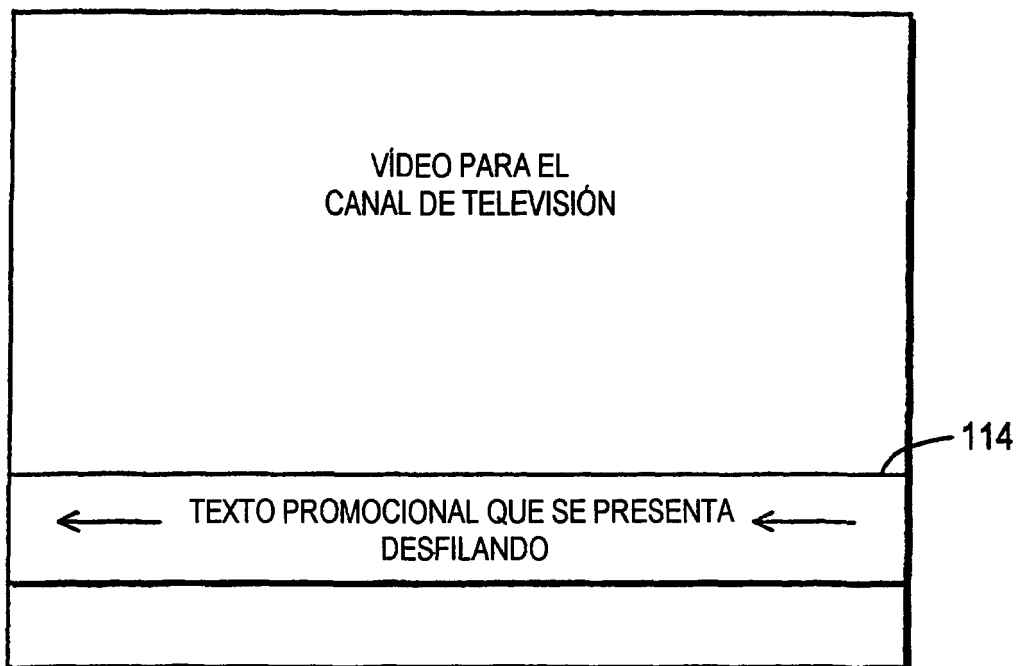 VÍDEO PARA EL
CANAL DE TELEVISIÓN
114
TEXTO PROMOCIONAL QUE SE PRESENTA
DESFILANDO